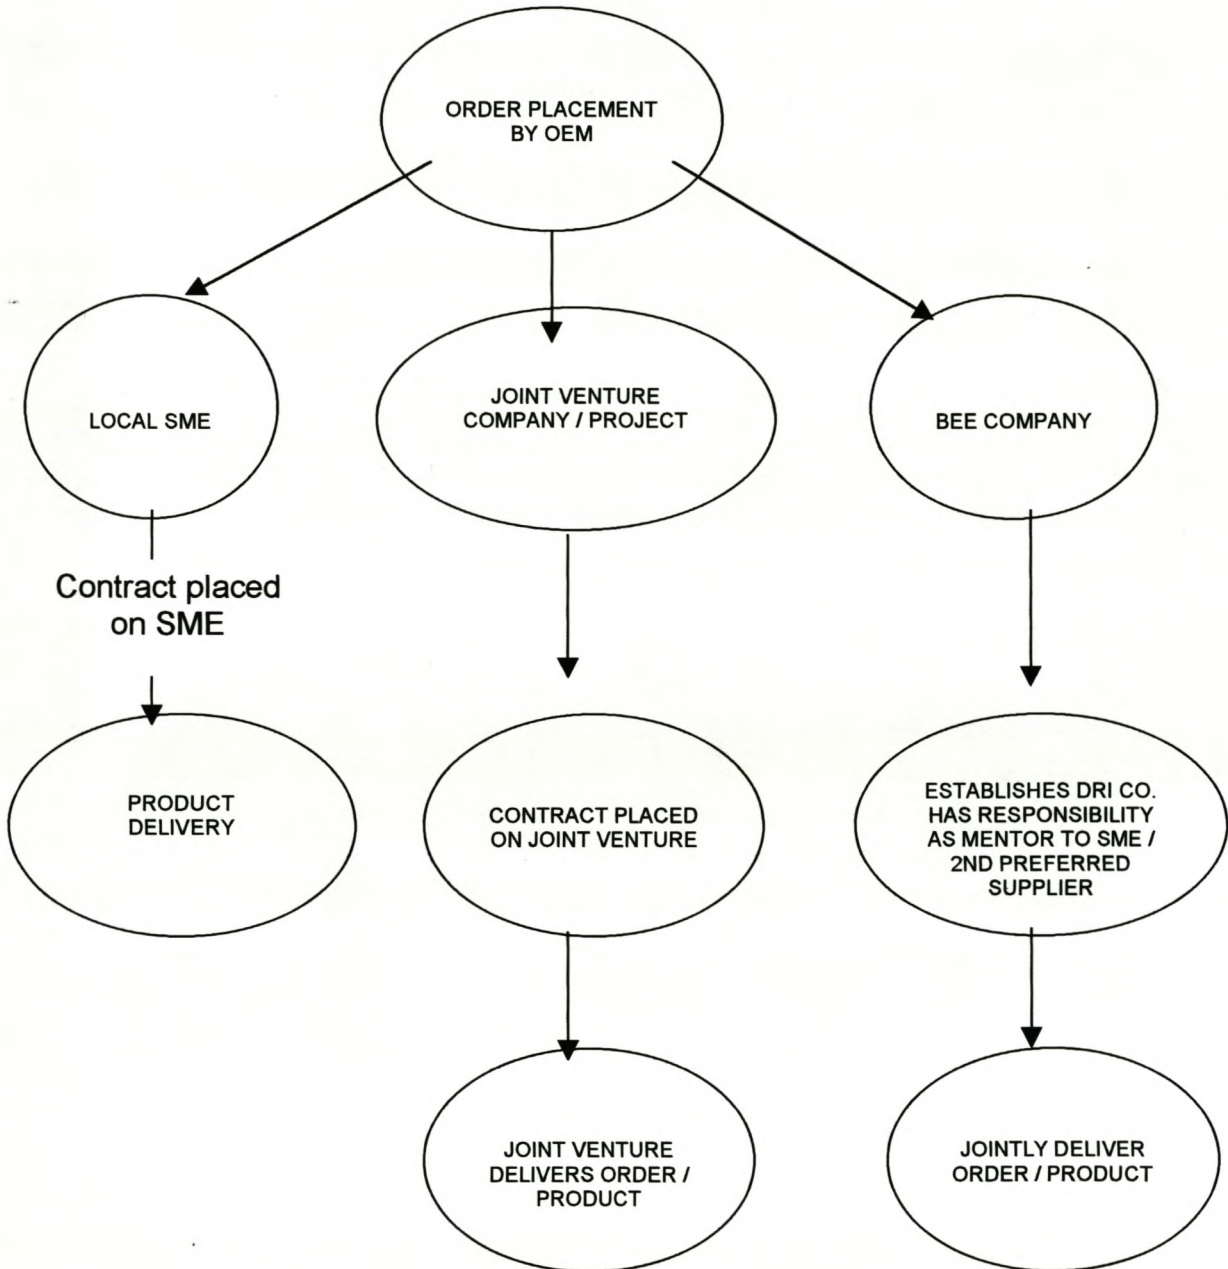 ORDER PLACEMENT
BY OEM
LOCAL SME
JOINT VENTURE
COMPANY / PROJECT
BEE COMPANY
Contract placed
on SME
PRODUCT
DELIVERY
CONTRACT PLACED
ON JOINT VENTURE
ESTABLISHES DRI CO.
HAS RESPONSIBILITY
AS MENTOR TO SME /
2ND PREFERRED
SUPPLIER
JOINT VENTURE
DELIVERS ORDER /
PRODUCT
JOINTLY DELIVER
ORDER / PRODUCT